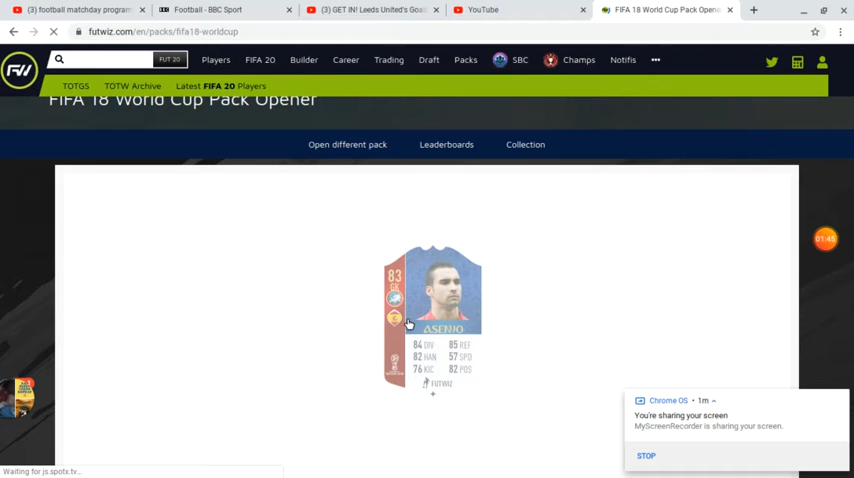 (3) football matchday program
Football - BBC Sport
(3) GET IN! Leeds United's Goal
YouTube
FIFA 18 World Cup Pack Opene
futwiz.com/en/packs/fifa18-worldcup
FW
FUT 20
Players
FIFA 20
Builder
Career
Trading
Draft
Packs
SBC
Champs
Notifs
TOTGS
TOTW Archive
Latest FIFA 20 Players
FIFA 18 World Cup Pack Opener
Open different pack
Leaderboards
Collection
83
GK
ASENJO
84 DIV 85 REF
82 HAN 57 SPD
76 KIC 82 POS
FUTWIZ
01:45
Chrome OS • 1m
You're sharing your screen
MyScreenRecorder is sharing your screen.
STOP
Waiting for js.spotx.tv...